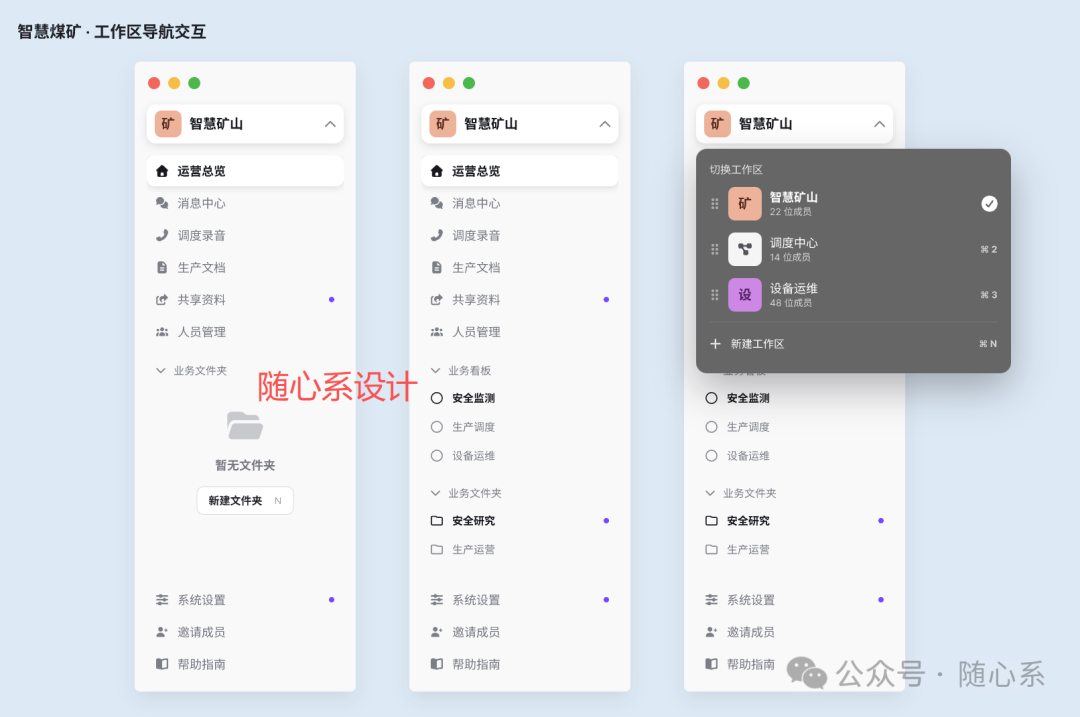 智慧煤矿 · 工作区导航交互
矿 智慧矿山
运营总览
消息中心
调度录音
生产文档
共享资料
人员管理
业务文件夹
暂无文件夹
新建文件夹 N
系统设置
邀请成员
帮助指南
矿 智慧矿山
运营总览
消息中心
调度录音
生产文档
共享资料
人员管理
业务看板
安全监测
生产调度
设备运维
业务文件夹
安全研究
生产运营
系统设置
邀请成员
帮助指南
矿 智慧矿山
切换工作区
矿 智慧矿山
22 位成员
调度中心
14 位成员
⌘ 2
设 设备运维
48 位成员
⌘ 3
新建工作区 ⌘ N
业务看板
安全监测
生产调度
设备运维
业务文件夹
安全研究
生产运营
系统设置
邀请成员
帮助指南
随心系设计
公众号 · 随心系